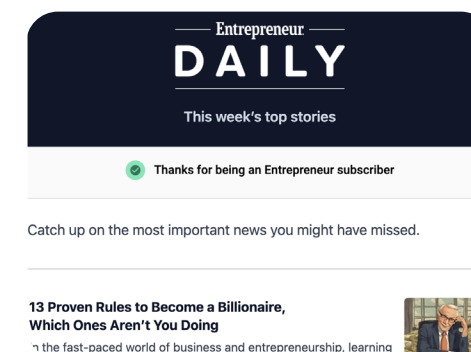 Entrepreneur
DAILY
This week's top stories
Thanks for being an Entrepreneur subscriber
Catch up on the most important news you might have missed.
13 Proven Rules to Become a Billionaire,
Which Ones Aren't You Doing
the fast-paced world of business and entrepreneurship, learning